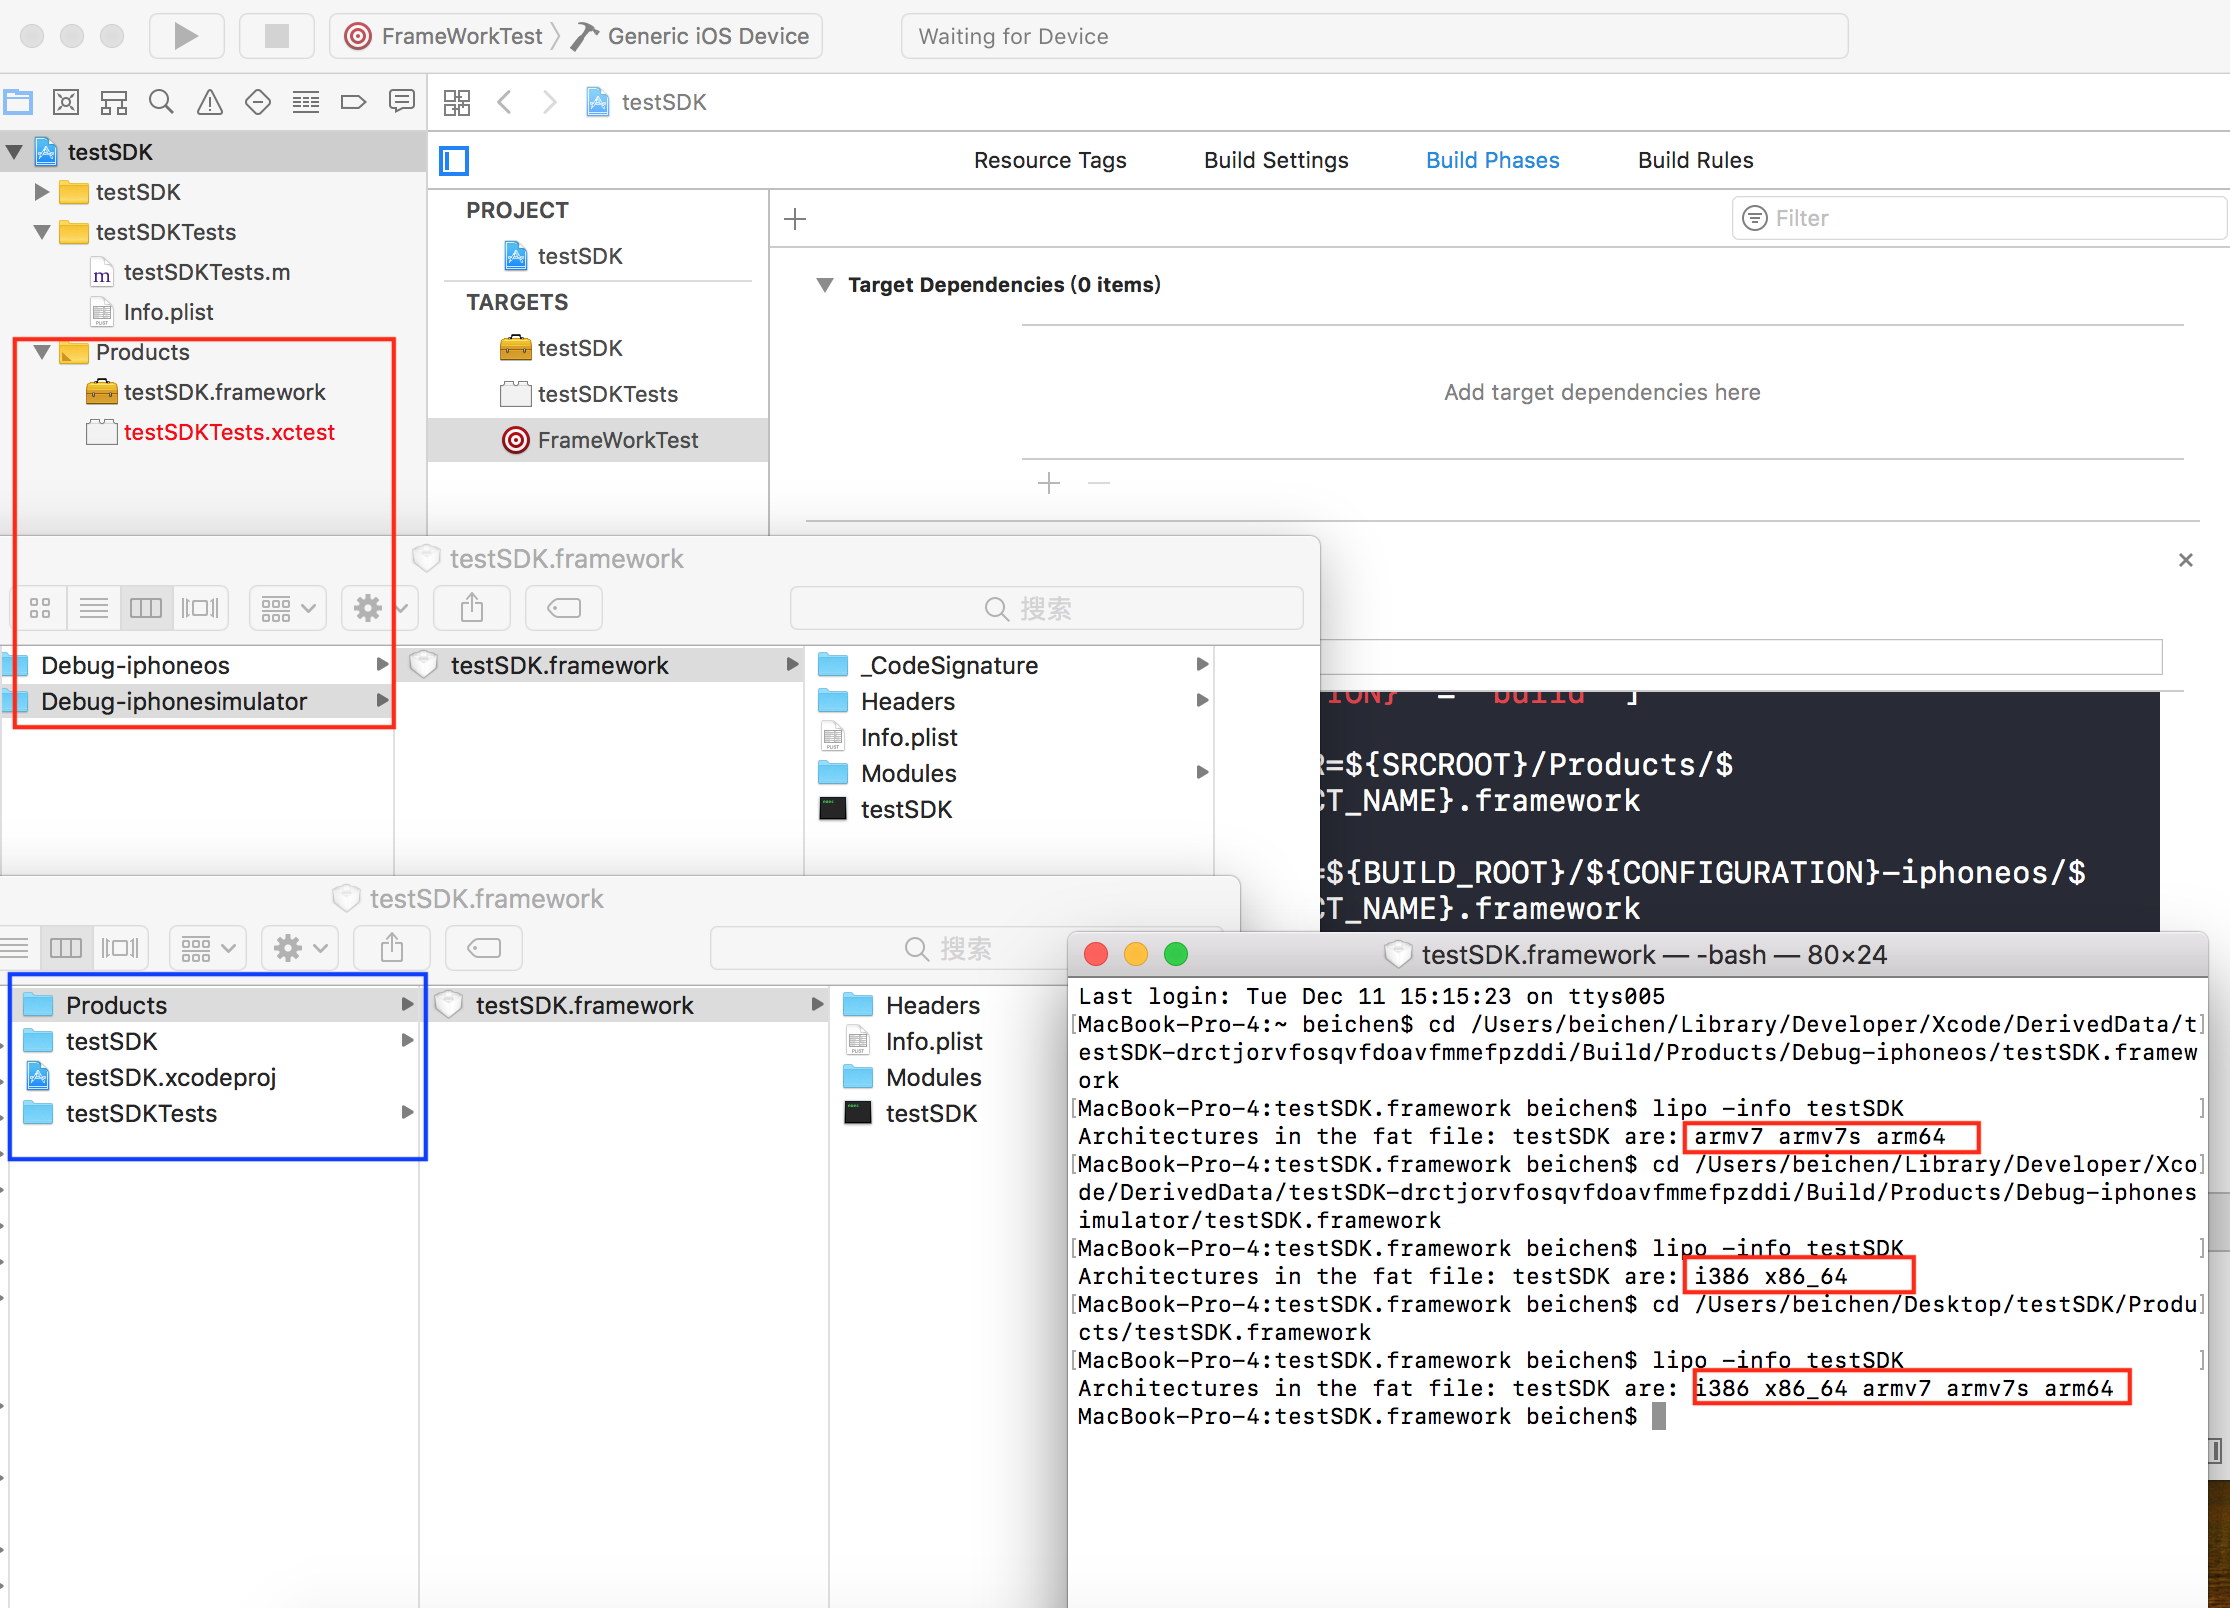 FrameWorkTest
Generic iOS Device
Waiting for Device
testSDK
testSDK
testSDK
testSDKTests
testSDKTests.m
Info.plist
Products
testSDK.framework
testSDKTests.xctest
Resource Tags
Build Settings
Build Phases
Build Rules
PROJECT
testSDK
TARGETS
testSDK
testSDKTests
FrameWorkTest
Filter
Target Dependencies (0 items)
Add target dependencies here
testSDK.framework
搜索
Debug-iphoneos
Debug-iphonesimulator
testSDK.framework
_CodeSignature
Headers
Info.plist
Modules
testSDK
ION}" = "build" ]
R=${SRCROOT}/Products/$
CT_NAME}.framework
=${BUILD_ROOT}/${CONFIGURATION}-iphoneos/$
CT_NAME}.framework
testSDK.framework
搜索
Products
testSDK
testSDK.xcodeproj
testSDKTests
testSDK.framework
Headers
Info.plist
Modules
testSDK
testSDK.framework — -bash — 80×24
Last login: Tue Dec 11 15:15:23 on ttys005
[MacBook-Pro-4:~ beichen$ cd /Users/beichen/Library/Developer/Xcode/DerivedData/t]
estSDK-drctjorvfosqvfdoavfmmefpzddi/Build/Products/Debug-iphoneos/testSDK.framew
ork
[MacBook-Pro-4:testSDK.framework beichen$ lipo -info testSDK ]
Architectures in the fat file: testSDK are: armv7 armv7s arm64
[MacBook-Pro-4:testSDK.framework beichen$ cd /Users/beichen/Library/Developer/Xco]
de/DerivedData/testSDK-drctjorvfosqvfdoavfmmefpzddi/Build/Products/Debug-iphones
imulator/testSDK.framework
[MacBook-Pro-4:testSDK.framework beichen$ lipo -info testSDK ]
Architectures in the fat file: testSDK are: i386 x86_64
[MacBook-Pro-4:testSDK.framework beichen$ cd /Users/beichen/Desktop/testSDK/Produ]
cts/testSDK.framework
[MacBook-Pro-4:testSDK.framework beichen$ lipo -info testSDK ]
Architectures in the fat file: testSDK are: i386 x86_64 armv7 armv7s arm64
MacBook-Pro-4:testSDK.framework beichen$